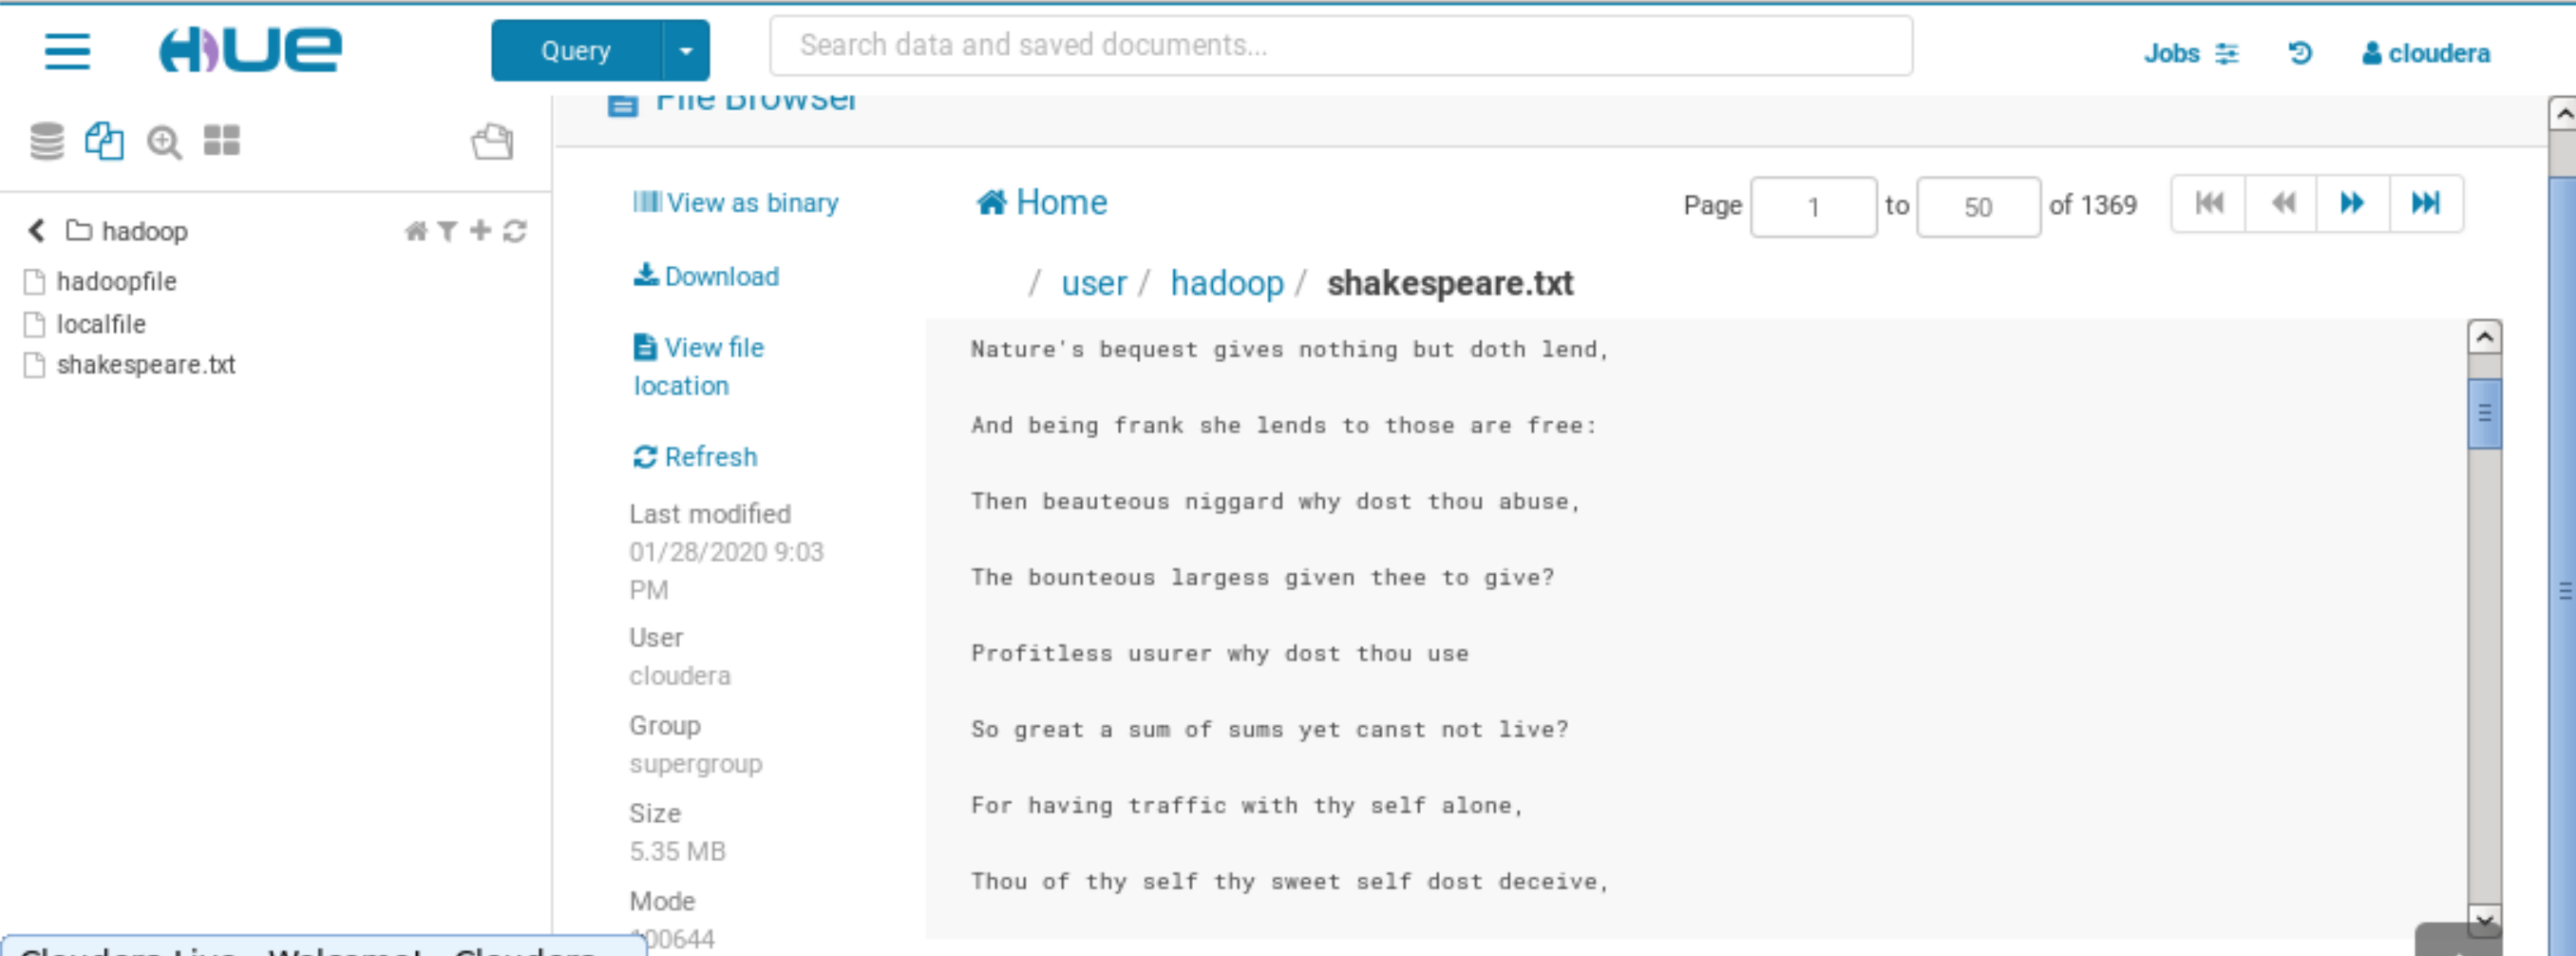 HUE
Query
Search data and saved documents...
Jobs
cloudera
File Browser
hadoop
hadoopfile
localfile
shakespeare.txt
View as binary
Download
View file
location
Refresh
Last modified
01/28/2020 9:03
PM
User
cloudera
Group
supergroup
Size
5.35 MB
Mode
100644
Home
Page 1 to 50 of 1369
/ user / hadoop / shakespeare.txt
Nature's bequest gives nothing but doth lend,
And being frank she lends to those are free:
Then beauteous niggard why dost thou abuse,
The bounteous largess given thee to give?
Profitless usurer why dost thou use
So great a sum of sums yet canst not live?
For having traffic with thy self alone,
Thou of thy self thy sweet self dost deceive,
Cloudera Live : Welcome! - Cloudera